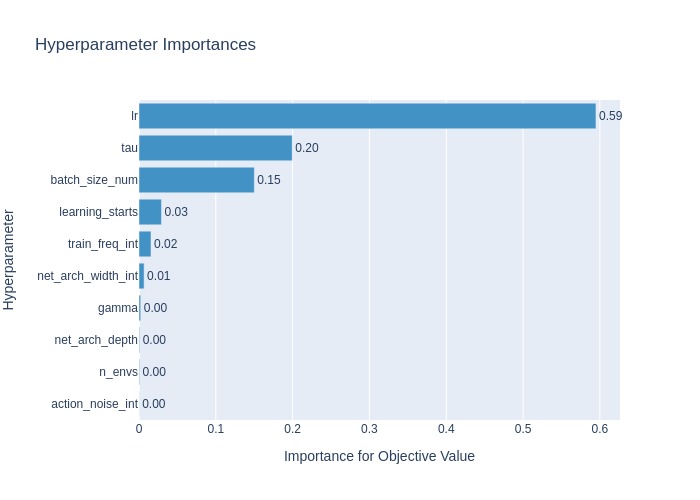 Hyperparameter Importances
Hyperparameter
lr 0.59
tau 0.20
batch_size_num 0.15
learning_starts 0.03
train_freq_int 0.02
net_arch_width_int 0.01
gamma 0.00
net_arch_depth 0.00
n_envs 0.00
action_noise_int 0.00
0 0.1 0.2 0.3 0.4 0.5 0.6
Importance for Objective Value